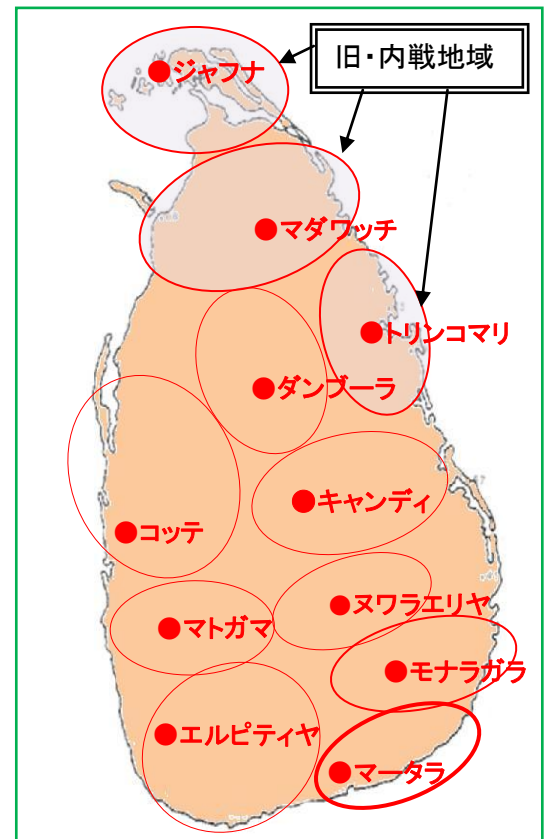 旧・内戦地域
ジャフナ
マダワッチ
トリンコマリ
ダンブーラ
キャンディ
コッテ
ヌワラエリヤ
マトガマ
モナラガラ
エルピティヤ
マータラ